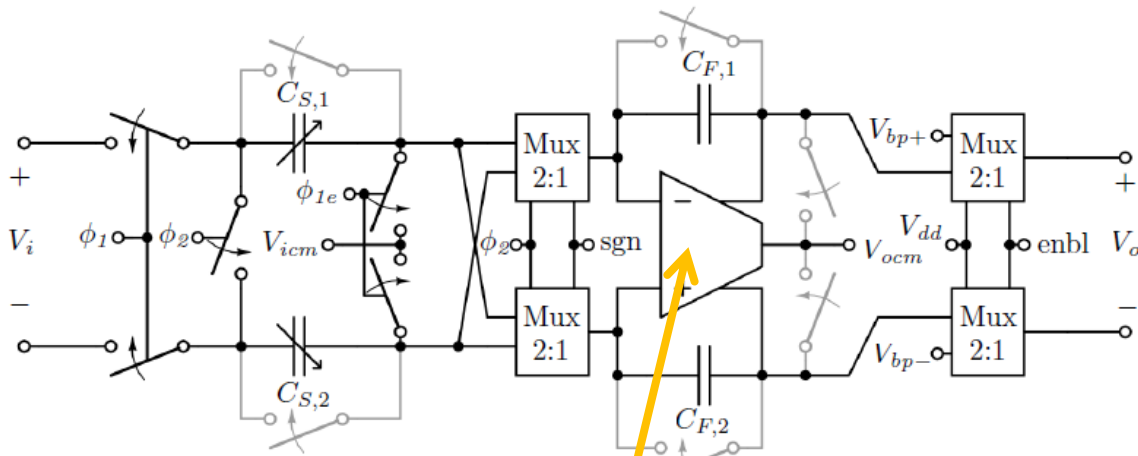 C_{F,1}
C_{S,1}
V_{bp+}
Mux
2:1
Mux
2:1
+
−
+
ϕ_{1e}
V_i
ϕ_1
ϕ_2
V_{icm}
ϕ_2
sgn
V_{ocm}
V_{dd}
enbl
V_o
−
+
−
Mux
2:1
Mux
2:1
V_{bp−}
C_{S,2}
C_{F,2}